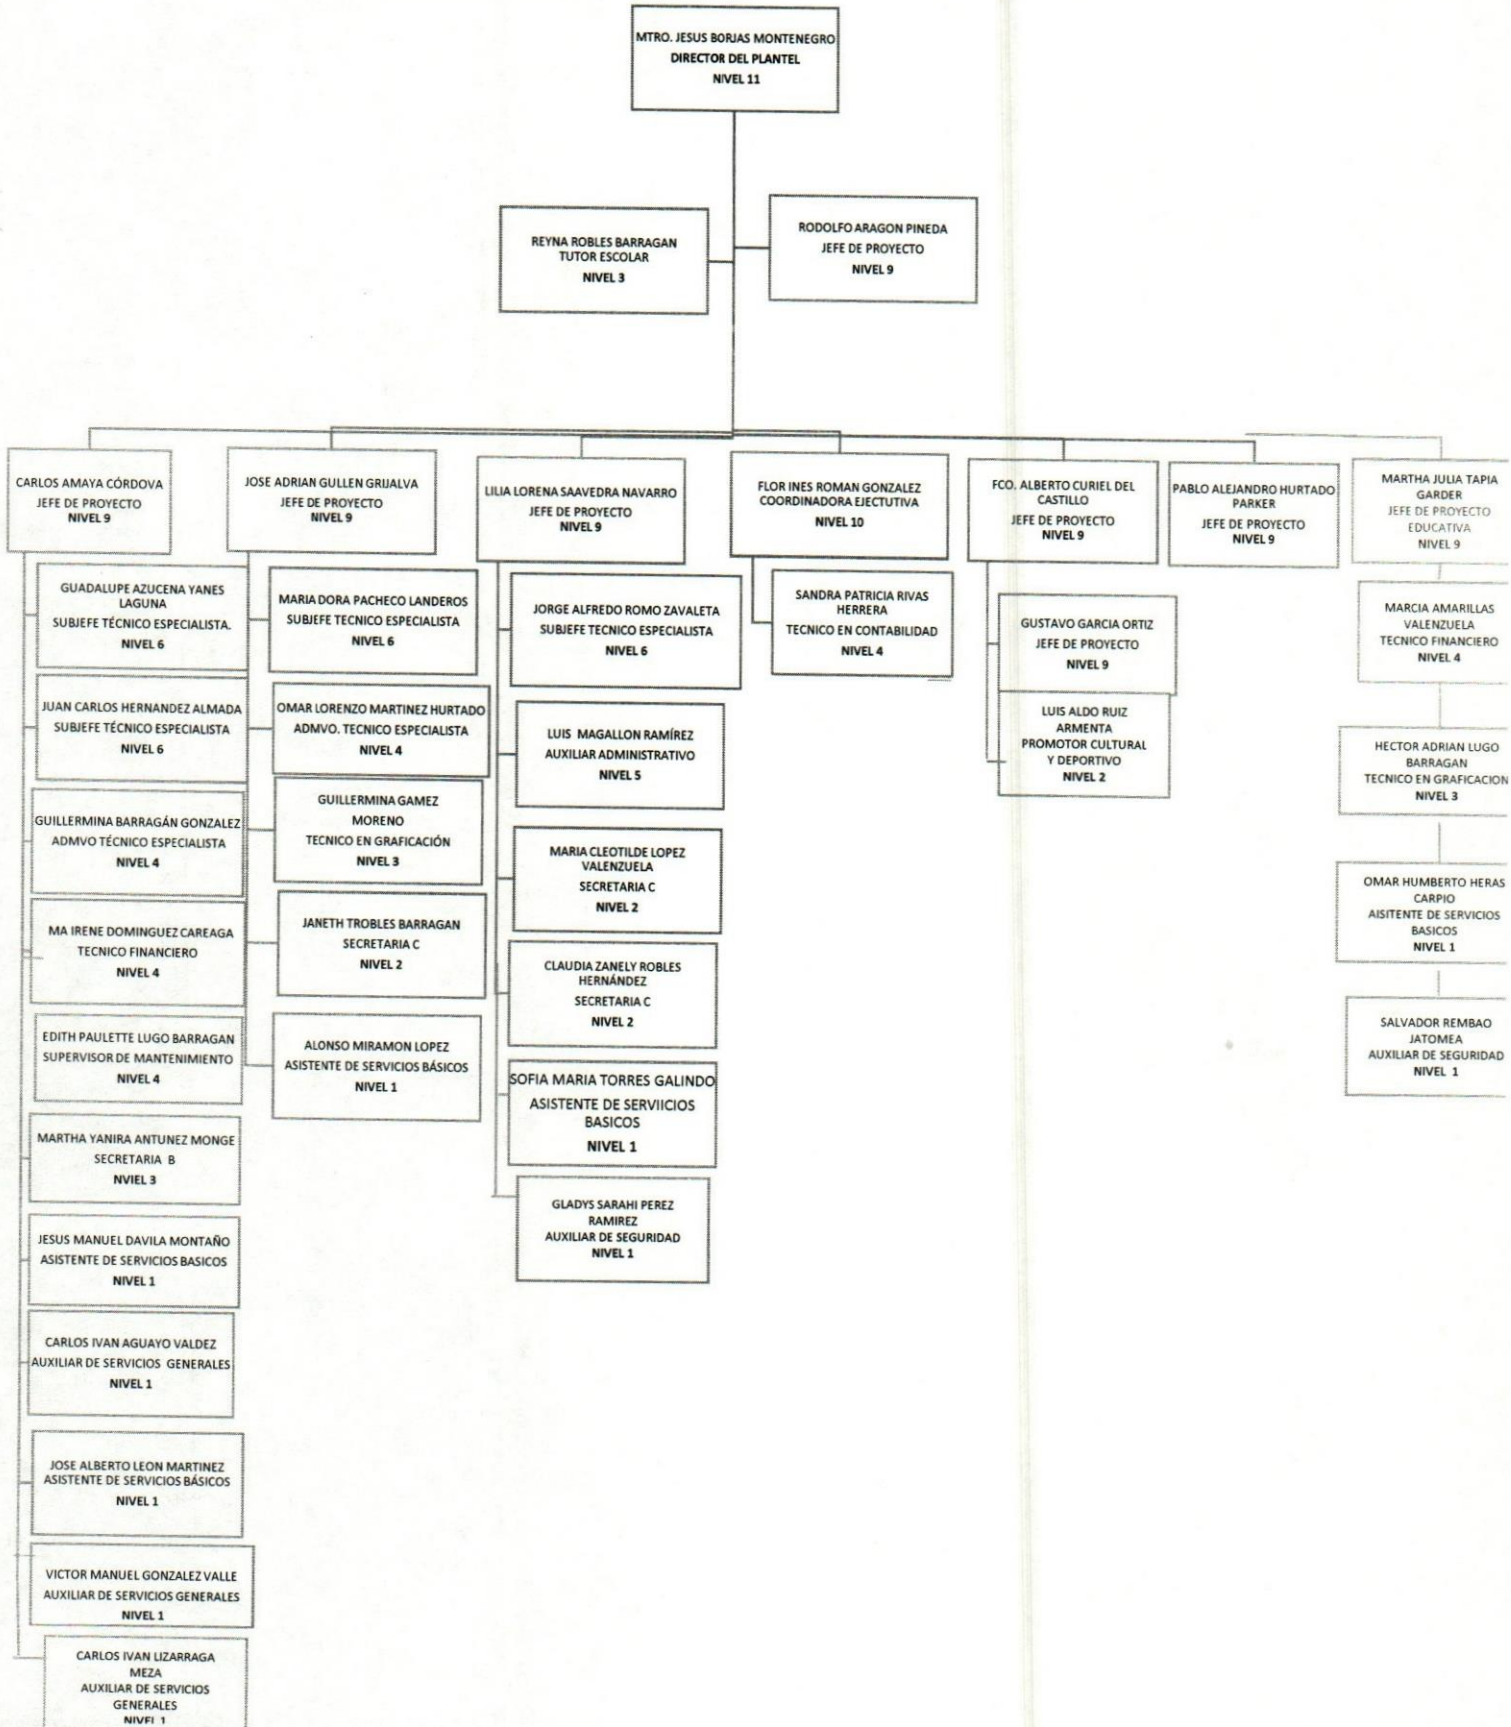 MTRO. JESUS BORJAS MONTENEGRO
DIRECTOR DEL PLANTEL
NIVEL 11
REYNA ROBLES BARRAGAN
TUTOR ESCOLAR
NIVEL 3
RODOLFO ARAGON PINEDA
JEFE DE PROYECTO
NIVEL 9
CARLOS AMAYA CÓRDOVA
JEFE DE PROYECTO
NIVEL 9
GUADALUPE AZUCENA YANES
LAGUNA
SUBJEFE TÉCNICO ESPECIALISTA.
NIVEL 6
JUAN CARLOS HERNANDEZ ALMADA
SUBJEFE TÉCNICO ESPECIALISTA
NIVEL 6
GUILLERMINA BARRAGÁN GONZALEZ
ADMVO TÉCNICO ESPECIALISTA
NIVEL 4
MA IRENE DOMINGUEZ CAREAGA
TECNICO FINANCIERO
NIVEL 4
EDITH PAULETTE LUGO BARRAGAN
SUPERVISOR DE MANTENIMIENTO
NIVEL 4
MARTHA YANIRA ANTUNEZ MONGE
SECRETARIA B
NVIEL 3
JESUS MANUEL DAVILA MONTAÑO
ASISTENTE DE SERVICIOS BASICOS
NIVEL 1
CARLOS IVAN AGUAYO VALDEZ
AUXILIAR DE SERVICIOS GENERALES
NIVEL 1
JOSE ALBERTO LEON MARTINEZ
ASISTENTE DE SERVICIOS BÁSICOS
NIVEL 1
VICTOR MANUEL GONZALEZ VALLE
AUXILIAR DE SERVICIOS GENERALES
NIVEL 1
CARLOS IVAN LIZARRAGA
MEZA
AUXILIAR DE SERVICIOS
GENERALES
NIVEL 1
JOSE ADRIAN GULLEN GRIJALVA
JEFE DE PROYECTO
NIVEL 9
MARIA DORA PACHECO LANDEROS
SUBJEFE TECNICO ESPECIALISTA
NIVEL 6
OMAR LORENZO MARTINEZ HURTADO
ADMVO. TECNICO ESPECIALISTA
NIVEL 4
GUILLERMINA GAMEZ
MORENO
TECNICO EN GRAFICACIÓN
NIVEL 3
JANETH TROBLES BARRAGAN
SECRETARIA C
NIVEL 2
ALONSO MIRAMON LOPEZ
ASISTENTE DE SERVICIOS BÁSICOS
NIVEL 1
LILIA LORENA SAAVEDRA NAVARRO
JEFE DE PROYECTO
NIVEL 9
JORGE ALFREDO ROMO ZAVALETA
SUBJEFE TECNICO ESPECIALISTA
NIVEL 6
LUIS MAGALLON RAMÍREZ
AUXILIAR ADMINISTRATIVO
NIVEL 5
MARIA CLEOTILDE LOPEZ
VALENZUELA
SECRETARIA C
NIVEL 2
CLAUDIA ZANELY ROBLES
HERNÁNDEZ
SECRETARIA C
NIVEL 2
SOFIA MARIA TORRES GALINDO
ASISTENTE DE SERVIICIOS
BASICOS
NIVEL 1
GLADYS SARAHI PEREZ
RAMIREZ
AUXILIAR DE SEGURIDAD
NIVEL 1
FLOR INES ROMAN GONZALEZ
COORDINADORA EJECTUTIVA
NIVEL 10
SANDRA PATRICIA RIVAS
HERRERA
TECNICO EN CONTABILIDAD
NIVEL 4
FCO. ALBERTO CURIEL DEL
CASTILLO
JEFE DE PROYECTO
NIVEL 9
GUSTAVO GARCIA ORTIZ
JEFE DE PROYECTO
NIVEL 9
LUIS ALDO RUIZ
ARMENTA
PROMOTOR CULTURAL
Y DEPORTIVO
NIVEL 2
PABLO ALEJANDRO HURTADO
PARKER
JEFE DE PROYECTO
NIVEL 9
MARTHA JULIA TAPIA
GARDER
JEFE DE PROYECTO
EDUCATIVA
NIVEL 9
MARCIA AMARILLAS
VALENZUELA
TECNICO FINANCIERO
NIVEL 4
HECTOR ADRIAN LUGO
BARRAGAN
TECNICO EN GRAFICACION
NIVEL 3
OMAR HUMBERTO HERAS
CARPIO
AISITENTE DE SERVICIOS
BASICOS
NIVEL 1
SALVADOR REMBAO
JATOMEA
AUXILIAR DE SEGURIDAD
NIVEL 1